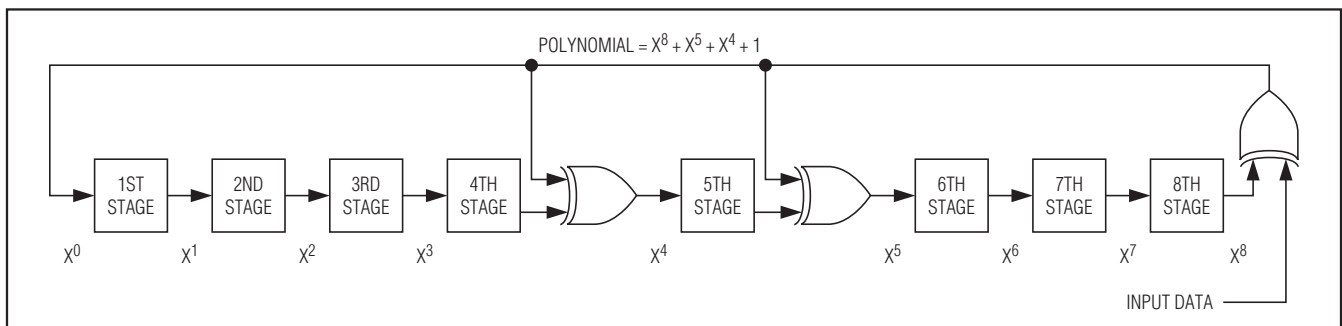 POLYNOMIAL = X⁸ + X⁵ + X⁴ + 1
1ST
STAGE
2ND
STAGE
3RD
STAGE
4TH
STAGE
5TH
STAGE
6TH
STAGE
7TH
STAGE
8TH
STAGE
X⁰ X¹ X² X³ X⁴ X⁵ X⁶ X⁷ X⁸
INPUT DATA